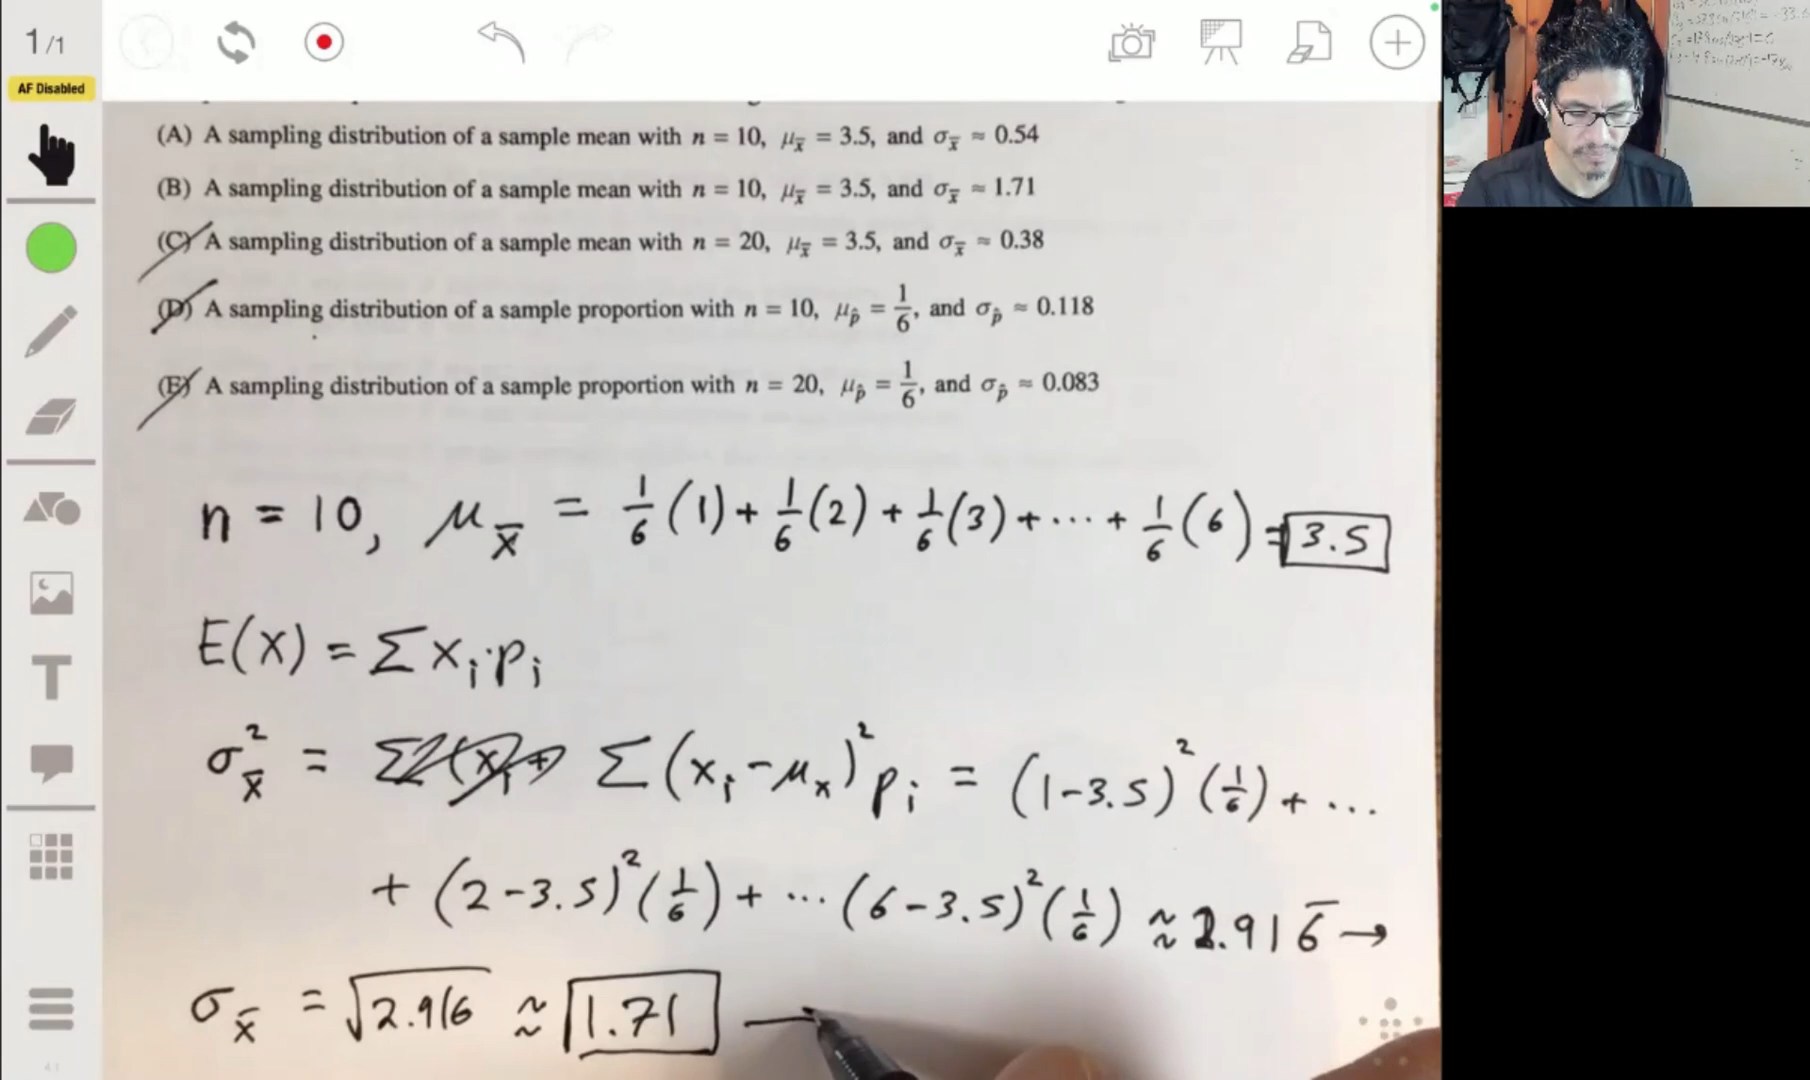 1/1
AF Disabled
(A) A sampling distribution of a sample mean with n = 10, μx̄ = 3.5, and σx̄ ≈ 0.54
(B) A sampling distribution of a sample mean with n = 10, μx̄ = 3.5, and σx̄ ≈ 1.71
(C) A sampling distribution of a sample mean with n = 20, μx̄ = 3.5, and σx̄ ≈ 0.38
(D) A sampling distribution of a sample proportion with n = 10, μp̂ = 1/6, and σp̂ ≈ 0.118
(E) A sampling distribution of a sample proportion with n = 20, μp̂ = 1/6, and σp̂ ≈ 0.083
n = 10, μx̄ = 1/6 (1) + 1/6 (2) + 1/6 (3) + ... + 1/6 (6) = 3.5
E(X) = Σ xi · pi
σ²x̄ = Σ (xi - μx)² pi = (1-3.5)² (1/6) + ...
+ (2-3.5)² (1/6) + ... (6-3.5)² (1/6) ≈ 2.916̄ →
σx̄ = √2.916 ≈ 1.71
T